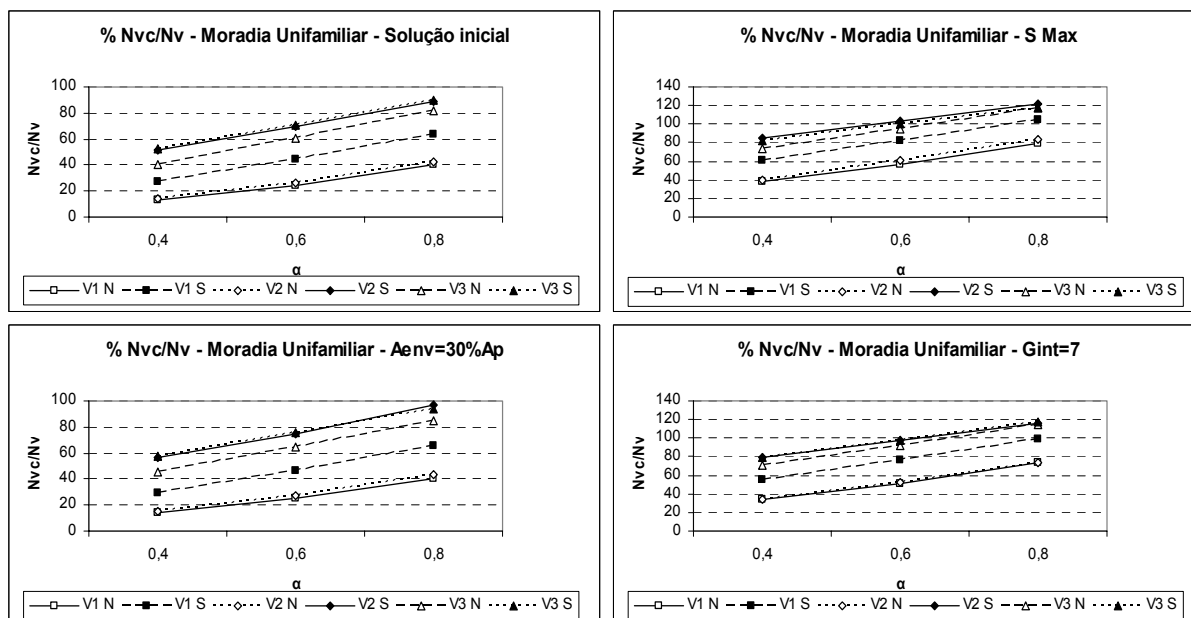 % Nvc/Nv - Moradia Unifamiliar - Solução inicial
Nvc/Nv
100
80
60
40
20
0
0,4 0,6 0,8
α
V1 N V1 S V2 N V2 S V3 N V3 S
% Nvc/Nv - Moradia Unifamiliar - S Max
Nvc/Nv
140
120
100
80
60
40
20
0
0,4 0,6 0,8
α
V1 N V1 S V2 N V2 S V3 N V3 S
% Nvc/Nv - Moradia Unifamiliar - Aenv=30%Ap
Nvc/Nv
100
80
60
40
20
0
0,4 0,6 0,8
α
V1 N V1 S V2 N V2 S V3 N V3 S
% Nvc/Nv - Moradia Unifamiliar - Gint=7
Nvc/Nv
140
120
100
80
60
40
20
0
0,4 0,6 0,8
α
V1 N V1 S V2 N V2 S V3 N V3 S